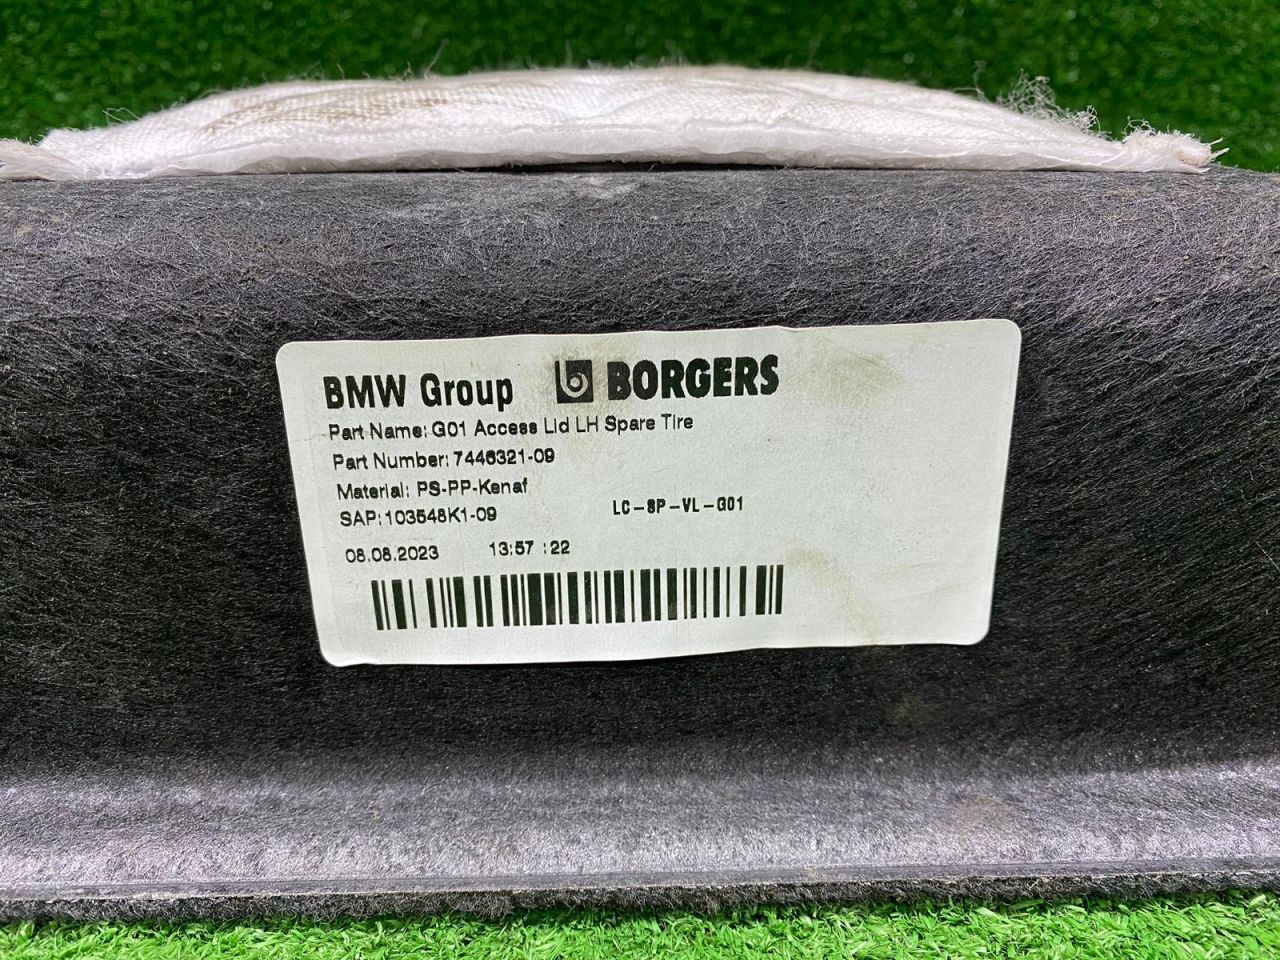 BMW Group BORGERS
Part Name: G01 Access Lid LH Spare Tire
Part Number: 7446321-09
Material: PS-PP-Kenaf
SAP: 103548K1-09 LC-SP-VL-G01
08.08.2023 13:57 :22